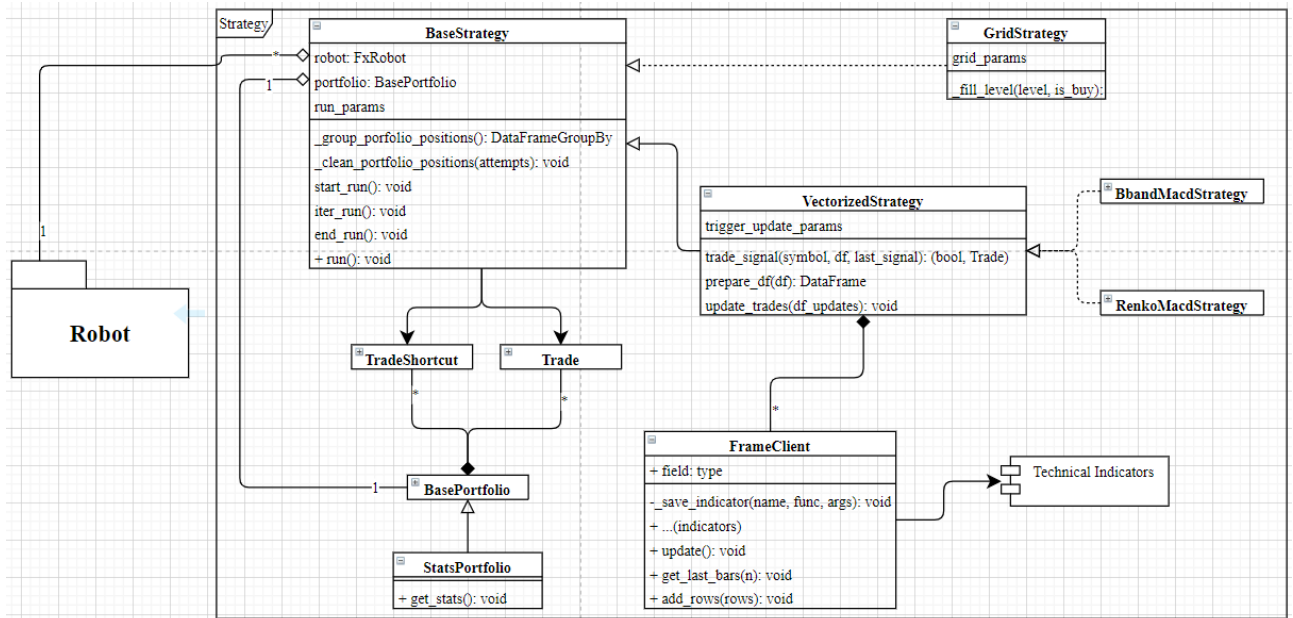 Strategy
BaseStrategy
robot: FxRobot
portfolio: BasePortfolio
run_params
_group_porfolio_positions(): DataFrameGroupBy
_clean_portfolio_positions(attempts): void
start_run(): void
iter_run(): void
end_run(): void
+ run(): void
*
1
1
Robot
GridStrategy
grid_params
_fill_level(level, is_buy):
VectorizedStrategy
trigger_update_params
trade_signal(symbol, df, last_signal): (bool, Trade)
prepare_df(df): DataFrame
update_trades(df_updates): void
BbandMacdStrategy
RenkoMacdStrategy
TradeShortcut
Trade
*
*
1
BasePortfolio
StatsPortfolio
+ get_stats(): void
*
FrameClient
+ field: type
-_save_indicator(name, func, args): void
+ ...(indicators)
+ update(): void
+ get_last_bars(n): void
+ add_rows(rows): void
Technical Indicators